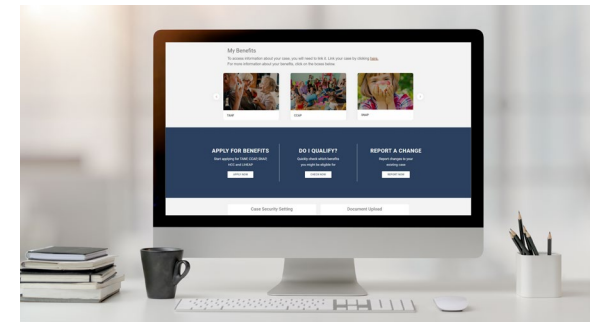 My Benefits
To access information about your case, you will need to link it. Link your case by clicking here.
For more information about your benefits, click on the boxes below.
TANF
CCAP
SNAP
APPLY FOR BENEFITS
Start applying for TANF, CCAP, SNAP,
HCC and LIHEAP
APPLY NOW
DO I QUALIFY?
Quickly check which benefits
you might be eligible for
CHECK NOW
REPORT A CHANGE
Report changes to your
existing case
REPORT NOW
Case Security Setting
Document Upload